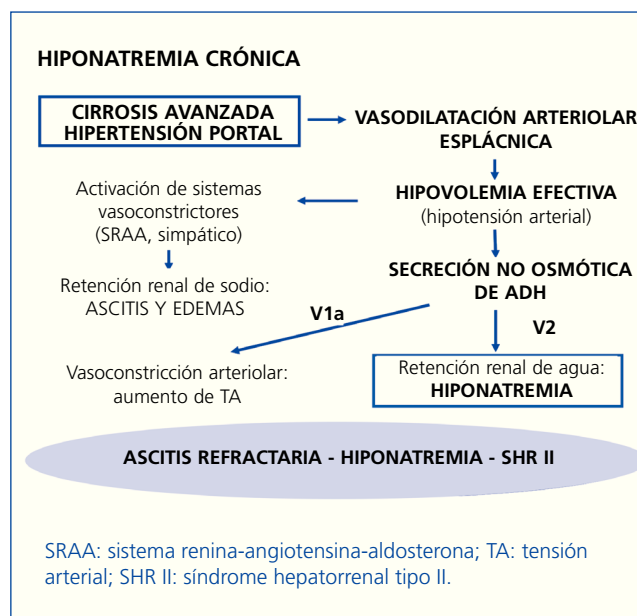 HIPONATREMIA CRÓNICA
CIRROSIS AVANZADA
HIPERTENSIÓN PORTAL
VASODILATACIÓN ARTERIOLAR
ESPLÁCNICA
Activación de sistemas
vasoconstrictores
(SRAA, simpático)
HIPOVOLEMIA EFECTIVA
(hipotensión arterial)
Retención renal de sodio:
ASCITIS Y EDEMAS
SECRECIÓN NO OSMÓTICA
DE ADH
V1a
V2
Vasoconstricción arteriolar:
aumento de TA
Retención renal de agua:
HIPONATREMIA
ASCITIS REFRACTARIA - HIPONATREMIA - SHR II
SRAA: sistema renina-angiotensina-aldosterona; TA: tensión
arterial; SHR II: síndrome hepatorrenal tipo II.